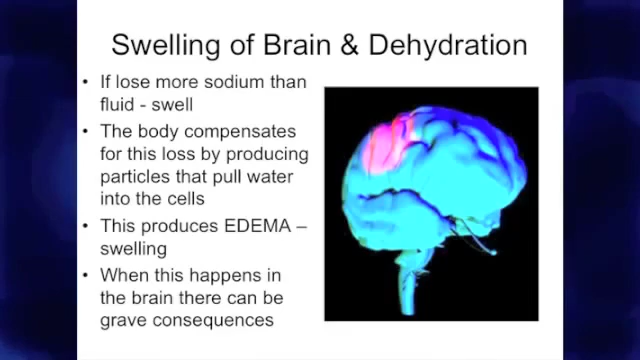 Swelling of Brain & Dehydration
• If lose more sodium than
fluid - swell
• The body compensates
for this loss by producing
particles that pull water
into the cells
• This produces EDEMA –
swelling
• When this happens in
the brain there can be
grave consequences